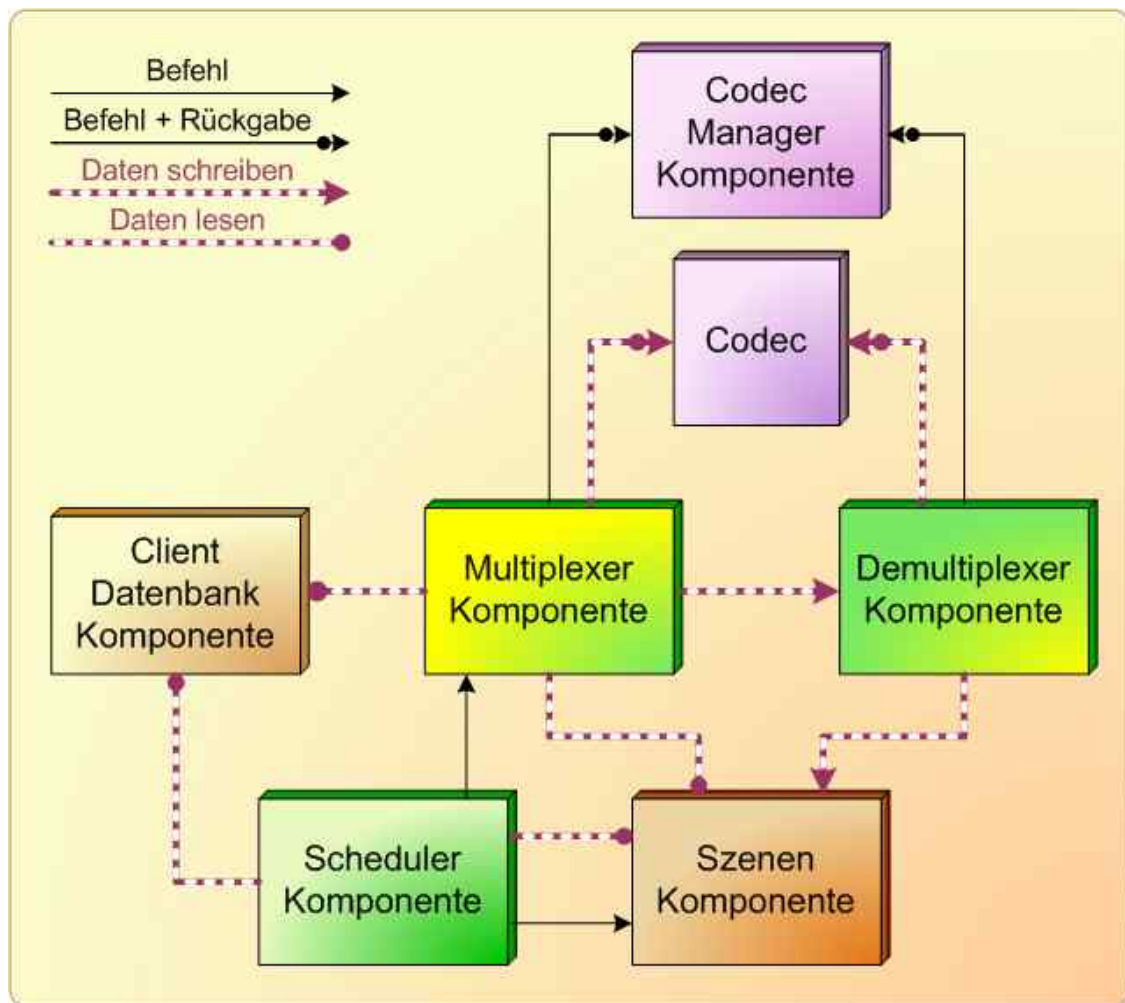 Befehl
Befehl + Rückgabe
Daten schreiben
Daten lesen
Codec
Manager
Komponente
Codec
Client
Datenbank
Komponente
Multiplexer
Komponente
Demultiplexer
Komponente
Scheduler
Komponente
Szenen
Komponente